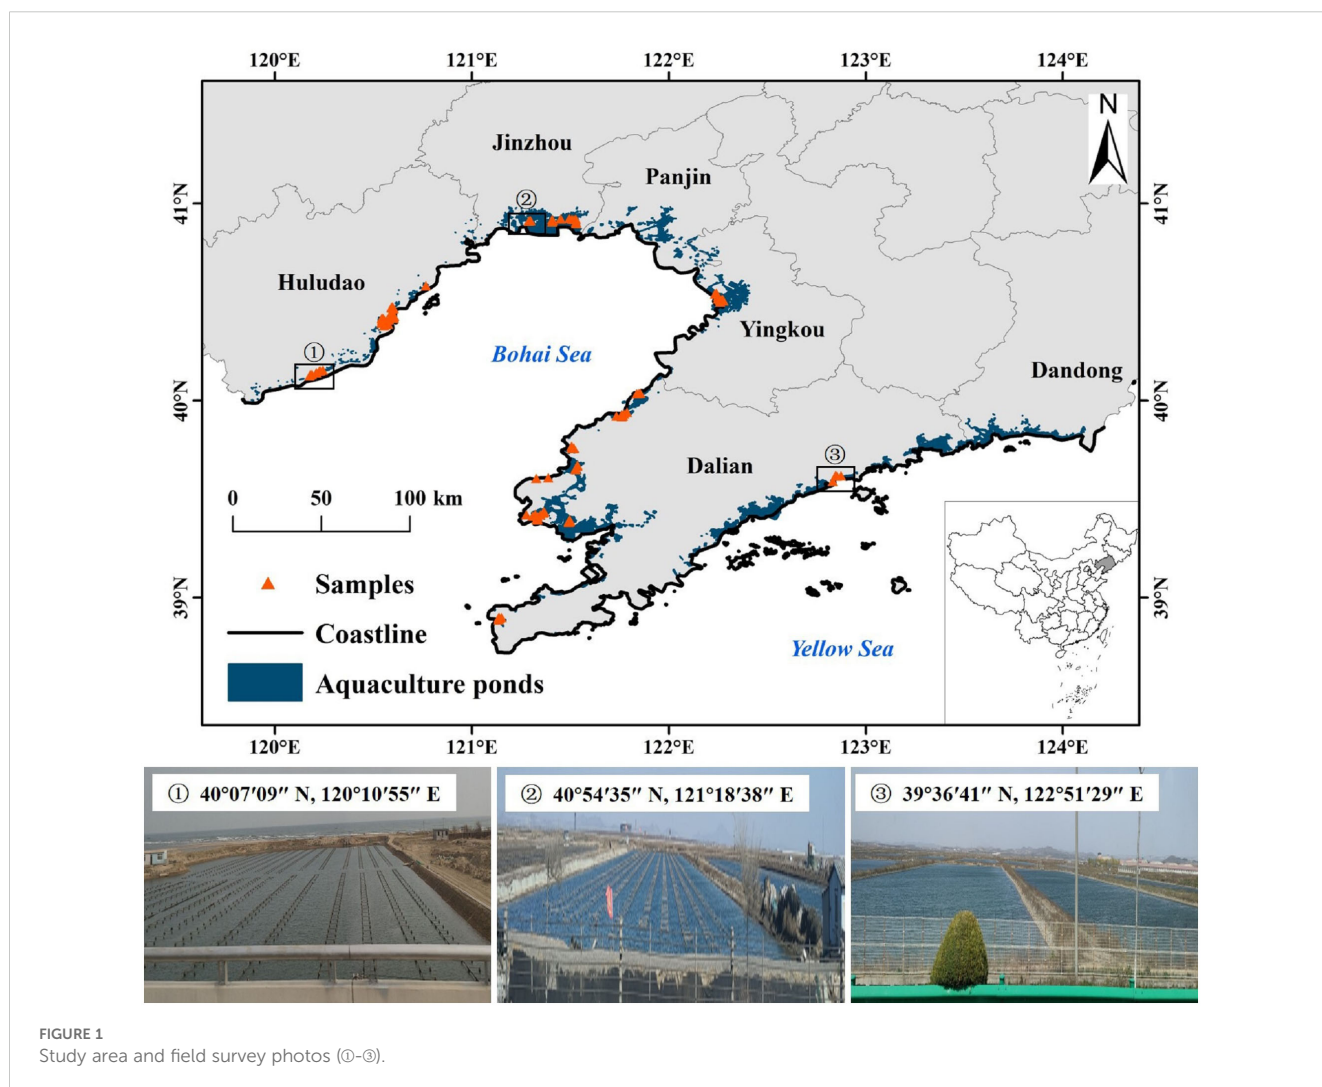 120°E 121°E 122°E 123°E 124°E
N
Jinzhou
Panjin
②
41°N 41°N
Huludao
Yingkou
①
Bohai Sea
Dandong
40°N 40°N
③
Dalian
0 50 100 km
Samples
39°N 39°N
Coastline
Yellow Sea
Aquaculture ponds
120°E 121°E 122°E 123°E 124°E
① 40°07′09″ N, 120°10′55″ E
② 40°54′35″ N, 121°18′38″ E
③ 39°36′41″ N, 122°51′29″ E
FIGURE 1
Study area and field survey photos (①-③).